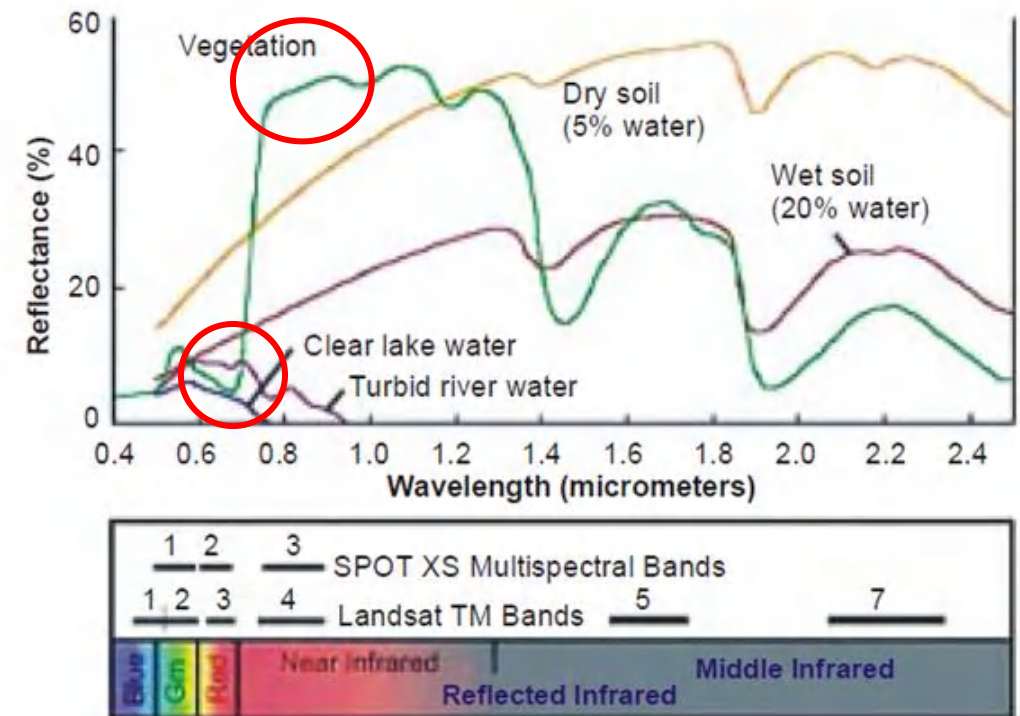 60
Vegetation
Dry soil
(5% water)
40
Wet soil
(20% water)
Reflectance (%)
20
Clear lake water
Turbid river water
0
0.4 0.6 0.8 1.0 1.2 1.4 1.6 1.8 2.0 2.2 2.4
Wavelength (micrometers)
1 2 3 SPOT XS Multispectral Bands
1 2 3 4 Landsat TM Bands 5 7
Blue Grn Red Near Infrared Middle Infrared
Reflected Infrared